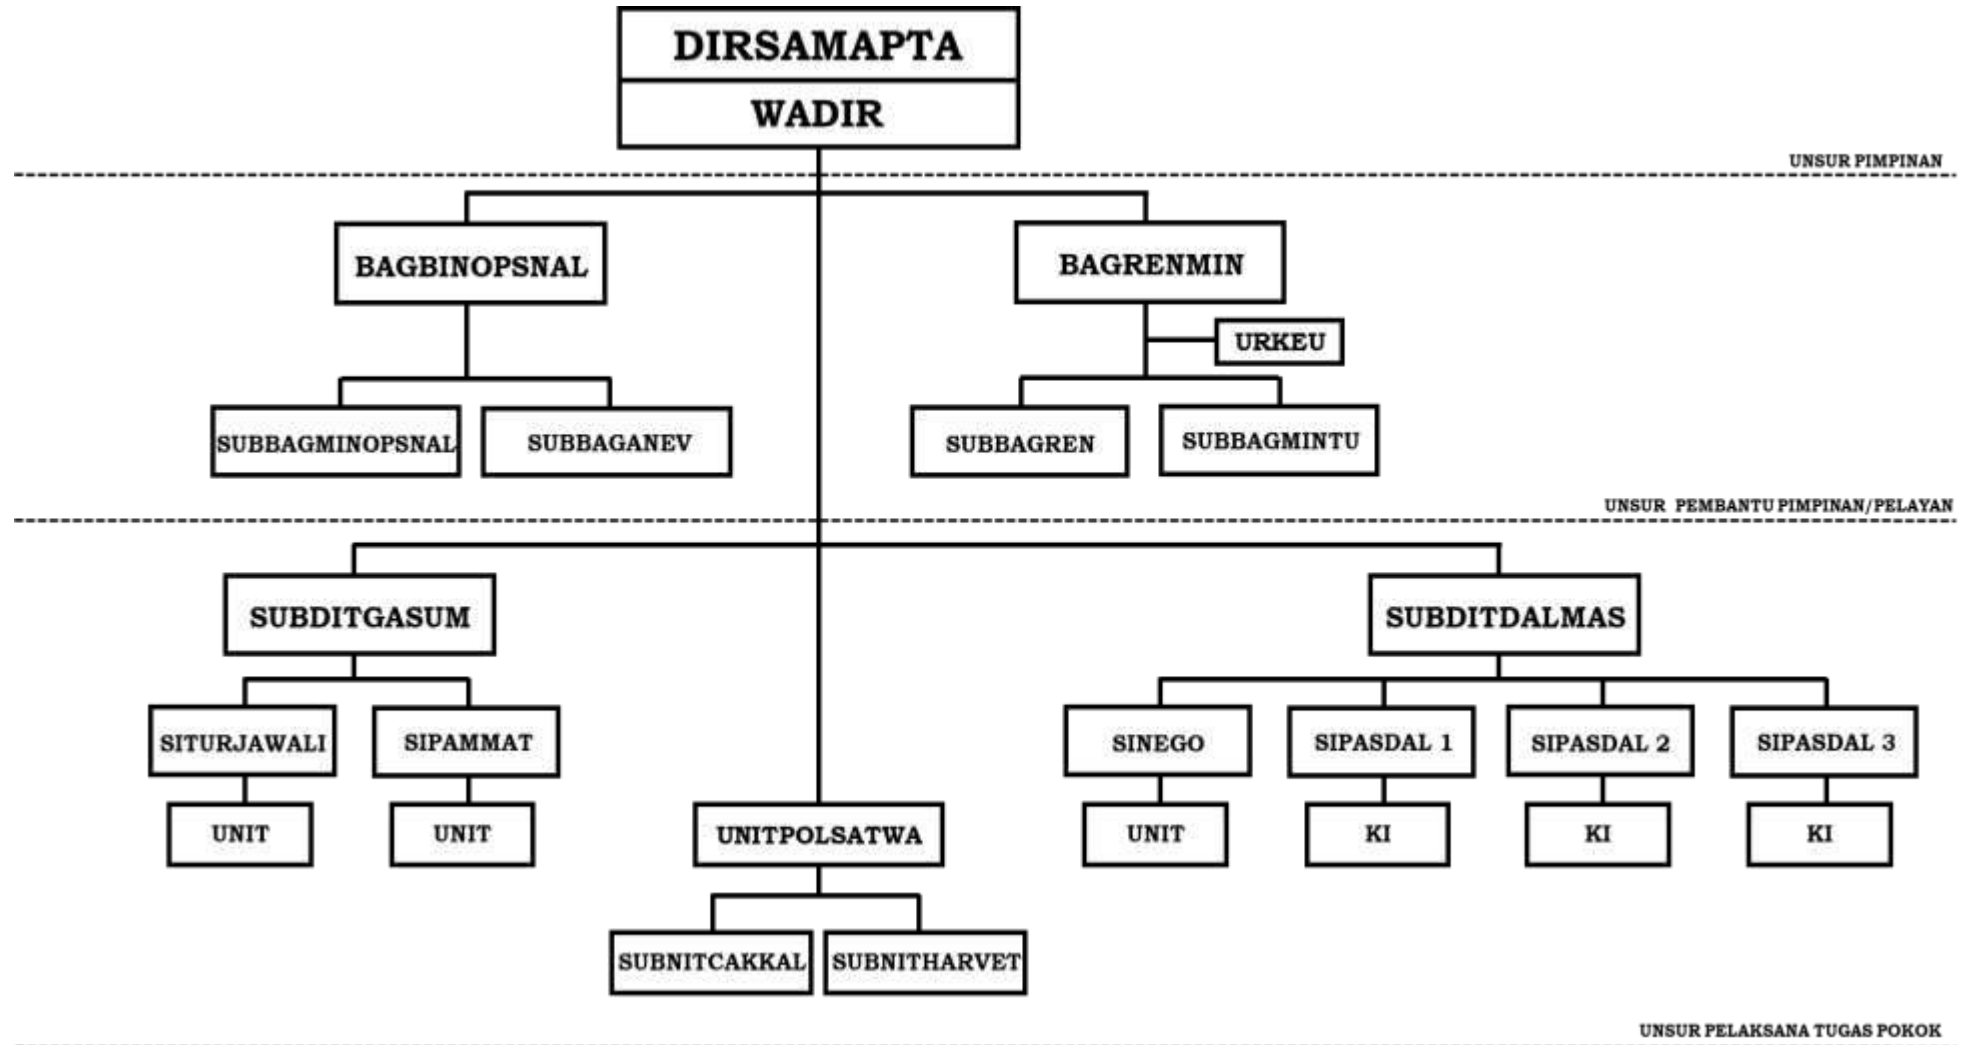 DIRSAMAPTA
WADIR
UNSUR PIMPINAN
BAGBINOPSNAL
BAGRENMIN
URKEU
SUBBAGMINOPSNAL
SUBBAGANEV
SUBBAGREN
SUBBAGMINTU
UNSUR PEMBANTU PIMPINAN/PELAYAN
SUBDITGASUM
SUBDITDALMAS
SITURJAWALI
SIPAMMAT
SINEGO
SIPASDAL 1
SIPASDAL 2
SIPASDAL 3
UNIT
UNIT
UNITPOLSATWA
UNIT
KI
KI
KI
SUBNITCAKKAL
SUBNITHARVET
UNSUR PELAKSANA TUGAS POKOK